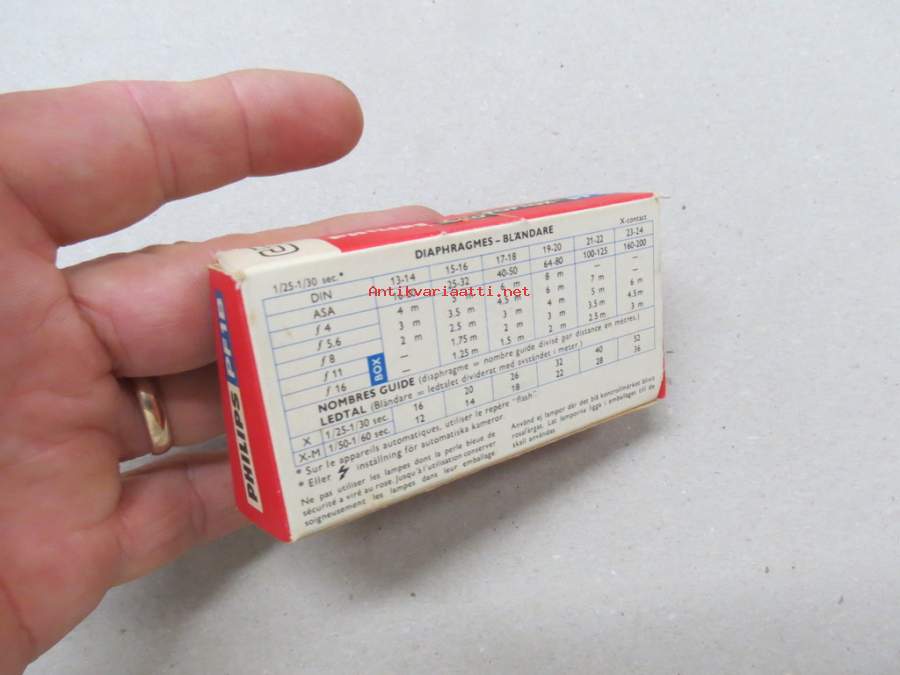 DIAPHRAGMES - BLÄNDARE
X-contact
1/25-1/30 sec.*
DIN 13-14 15-16 17-18 19-20 21-22 23-24
ASA 25-32 40-50 64-80 100-125 160-200
f 4 4 m 8 m — —
f 5.6 3 m 3.5 m 4.5 m 6 m 7 m —
f 8 2 m 2.5 m 3 m 4 m 5 m 6 m
f 11 — 1.75 m 2 m 3 m 3.5 m 4.5 m
f 16 BOX — 1.25 m 1.5 m 2 m 2.5 m 3 m
NOMBRES GUIDE (diaphragme = nombre guide divisé par distance en mètres.)
LEDTAL (Bländare = ledtalet dividerat med avståndet i meter.)
X 1/25-1/30 sec. 16 20 26 32 40 52
X-M 1/50-1/60 sec. 12 14 18 22 28 36
* Sur le appareils automatiques, utiliser le repère "flash"
* Eller inställning för automatiska kameror
Ne pas utiliser les lampes dont la perle bleue de
sécurité a viré au rose. Jusqu'à l'utilisation conserver
soigneusement les lampes dans leur emballage
Använd ej lampor där det blå kontrollmärket blivit
rosafärgat. Låt lamporna ligga i emballaget till de
skall användas.
PHILIPS PF1B
Antikvariaatti.net